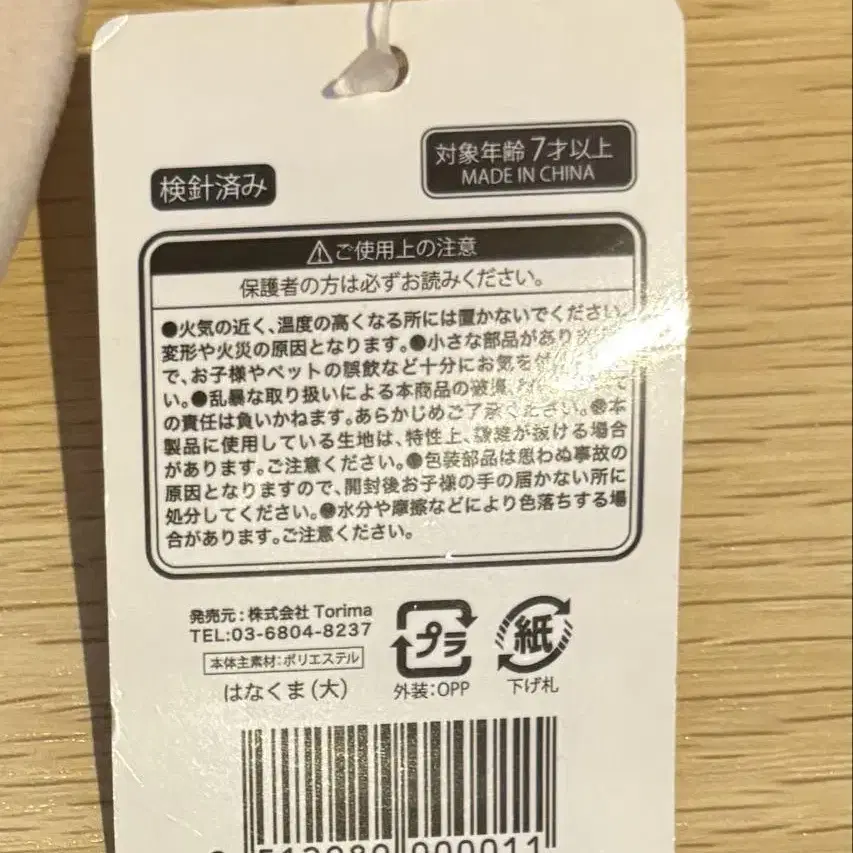 検針済み
対象年齢 7才以上
MADE IN CHINA
⚠ご使用上の注意
保護者の方は必ずお読みください。
●火気の近く、温度の高くなる所には置かないでください。
変形や火災の原因となります。●小さな部品があり
で、お子様やペットの誤飲など十分にお気を
い。●乱暴な取り扱いによる本商品の破損、
の責任は負いかねます。あらかじめご了承ください。●本
製品に使用している生地は、特性上、が抜ける場合
があります。ご注意ください。●包装部品は思わぬ事故の
原因となりますので、開封後お子様の手の届かない所に
処分してください。●水分や摩擦などにより色落ちする場
合があります。ご注意ください。
発売元:株式会社 Torima
TEL:03-6804-8237
本体主素材:ポリエステル
はなくま(大)
プラ
外装:OPP
紙
下げ札